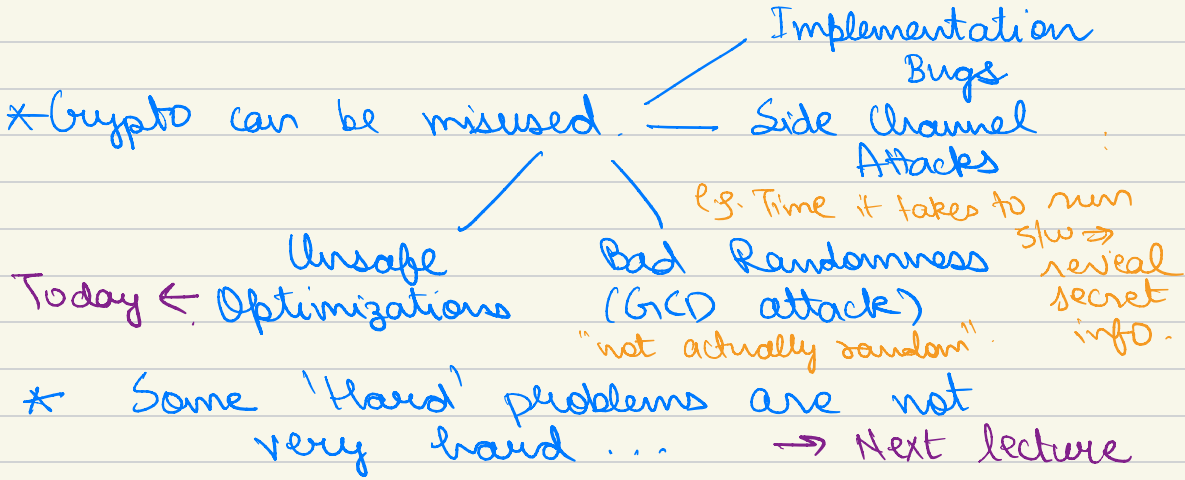 Implementation
Bugs
* Crypto can be misused. — Side Channel
Attacks
e.g. Time it takes to run
s/w ⇒
reveal
secret
info.
Unsafe
Today ← Optimizations
Bad Randomness
(GCD attack)
"not actually random"
* Some 'Hard' problems are not
very hard ... → Next lecture